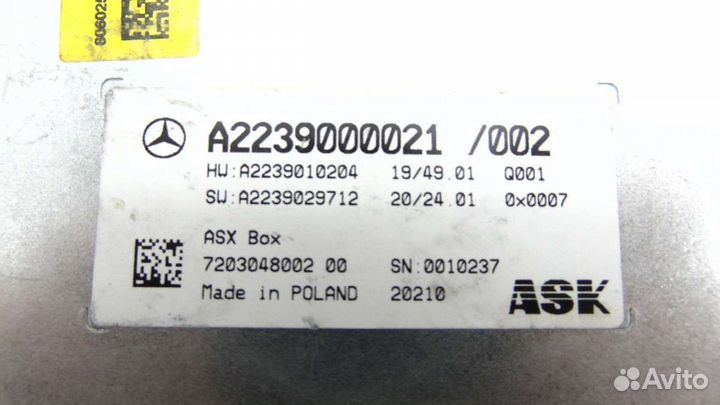 80602
A2239000021 /002
HW:A2239010204 19/49.01 Q001
SW:A2239029712 20/24.01 0x0007
ASX Box
7203048002 00 SN:0010237
Made in POLAND 20210 ASK
Avito